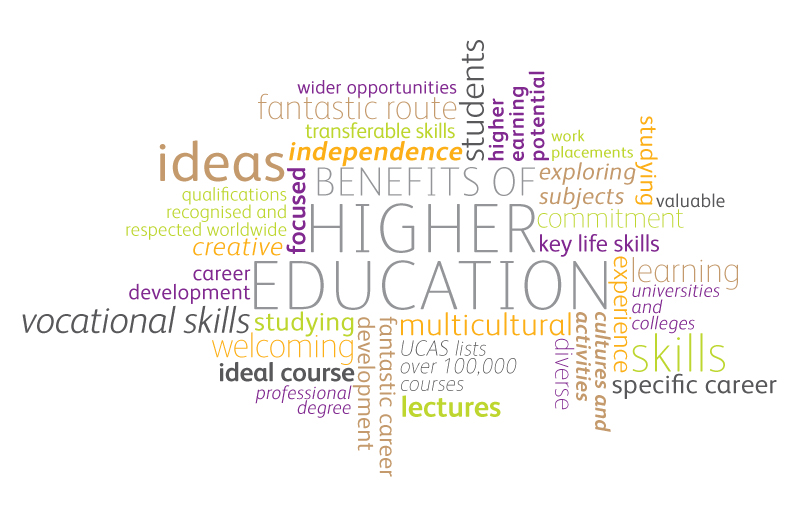 wider opportunities
fantastic route
transferable skills
independence
students
higher
earning
potential
work
placements
studying
ideas
BENEFITS OF
exploring
subjects
valuable
qualifications
recognised and
respected worldwide
focused
HIGHER
commitment
creative
key life skills
career
development
EDUCATION
experience
learning
universities
and
colleges
vocational skills
studying
multicultural
activities
cultures and
welcoming
development
fantastic career
UCAS lists
over 100,000
courses
diverse
skills
ideal course
specific career
professional
degree
lectures